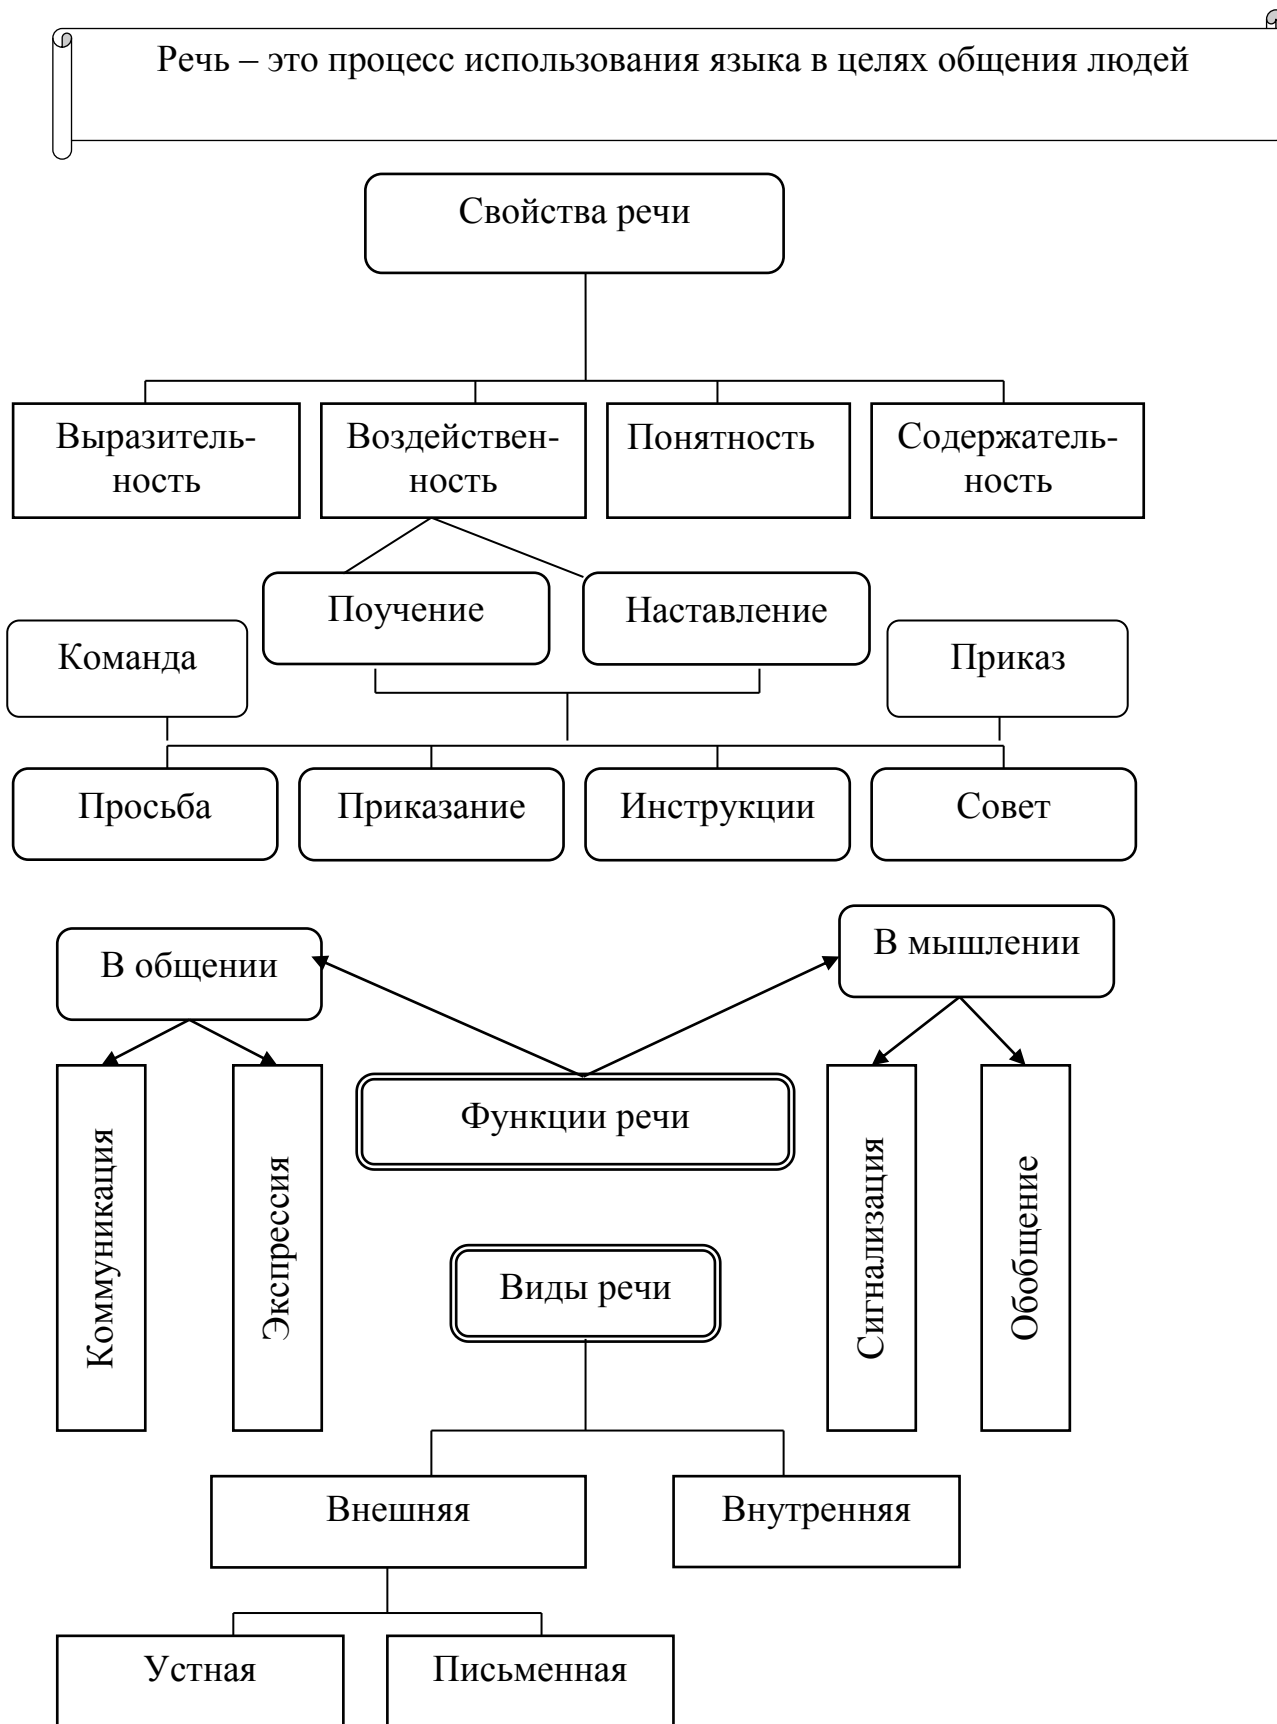 Речь – это процесс использования языка в целях общения людей
Свойства речи
Выразитель-
ность
Воздействен-
ность
Понятность
Содержатель-
ность
Поучение
Наставление
Команда
Приказ
Просьба
Приказание
Инструкции
Совет
В общении
В мышлении
Коммуникация
Экспрессия
Функции речи
Сигнализация
Обобщение
Виды речи
Внешняя
Внутренняя
Устная
Письменная